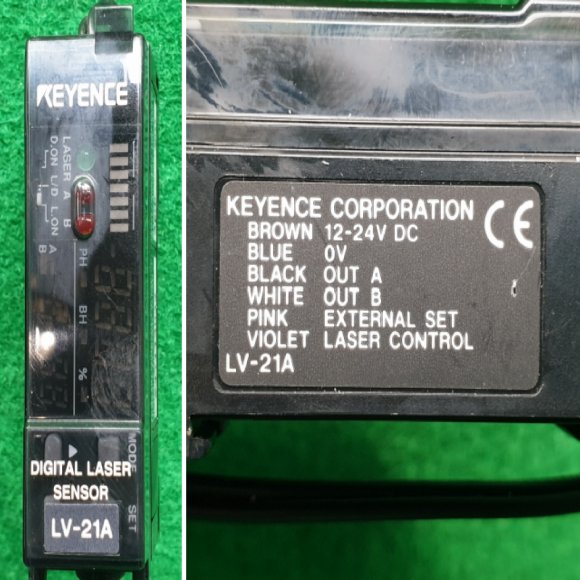 KEYENCE
LASER A B
D.ON L/D L.ON A B
PH BH %
MODE SET
DIGITAL LASER
SENSOR
LV-21A
KEYENCE CORPORATION CE
BROWN 12-24V DC
BLUE 0V
BLACK OUT A
WHITE OUT B
PINK EXTERNAL SET
VIOLET LASER CONTROL
LV-21A